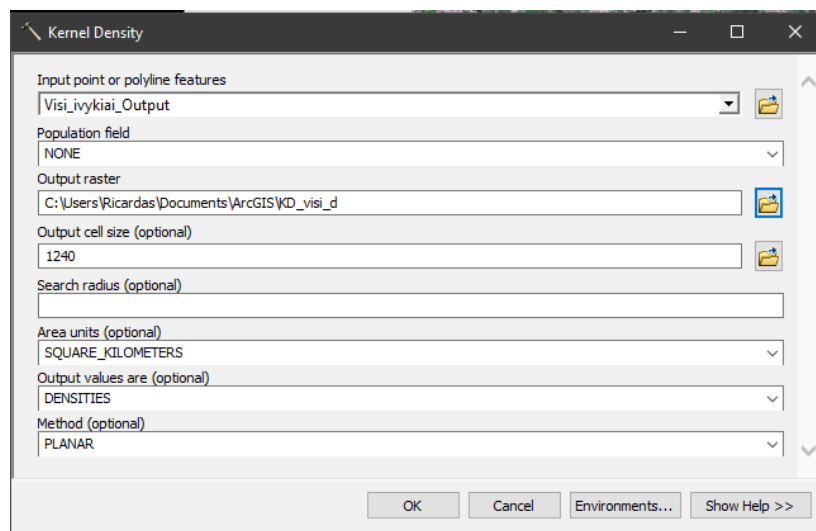 Kernel Density
Input point or polyline features
Visi_ivykiai_Output
Population field
NONE
Output raster
C:\Users\Ricardas\Documents\ArcGIS\KD_visi_d
Output cell size (optional)
1240
Search radius (optional)
Area units (optional)
SQUARE_KILOMETERS
Output values are (optional)
DENSITIES
Method (optional)
PLANAR
OK Cancel Environments... Show Help >>